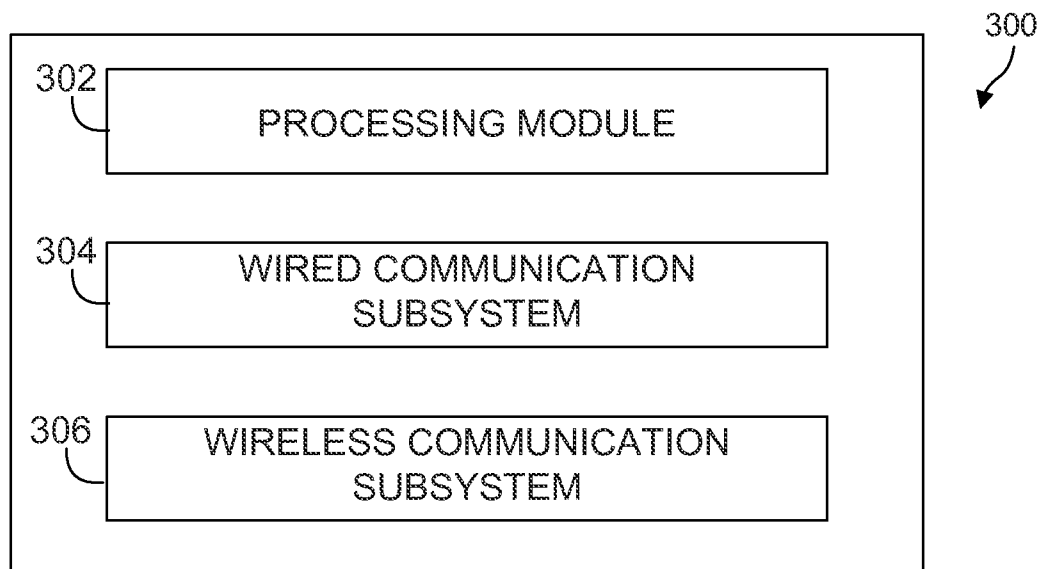 300
302
PROCESSING MODULE
304
WIRED COMMUNICATION
SUBSYSTEM
306
WIRELESS COMMUNICATION
SUBSYSTEM